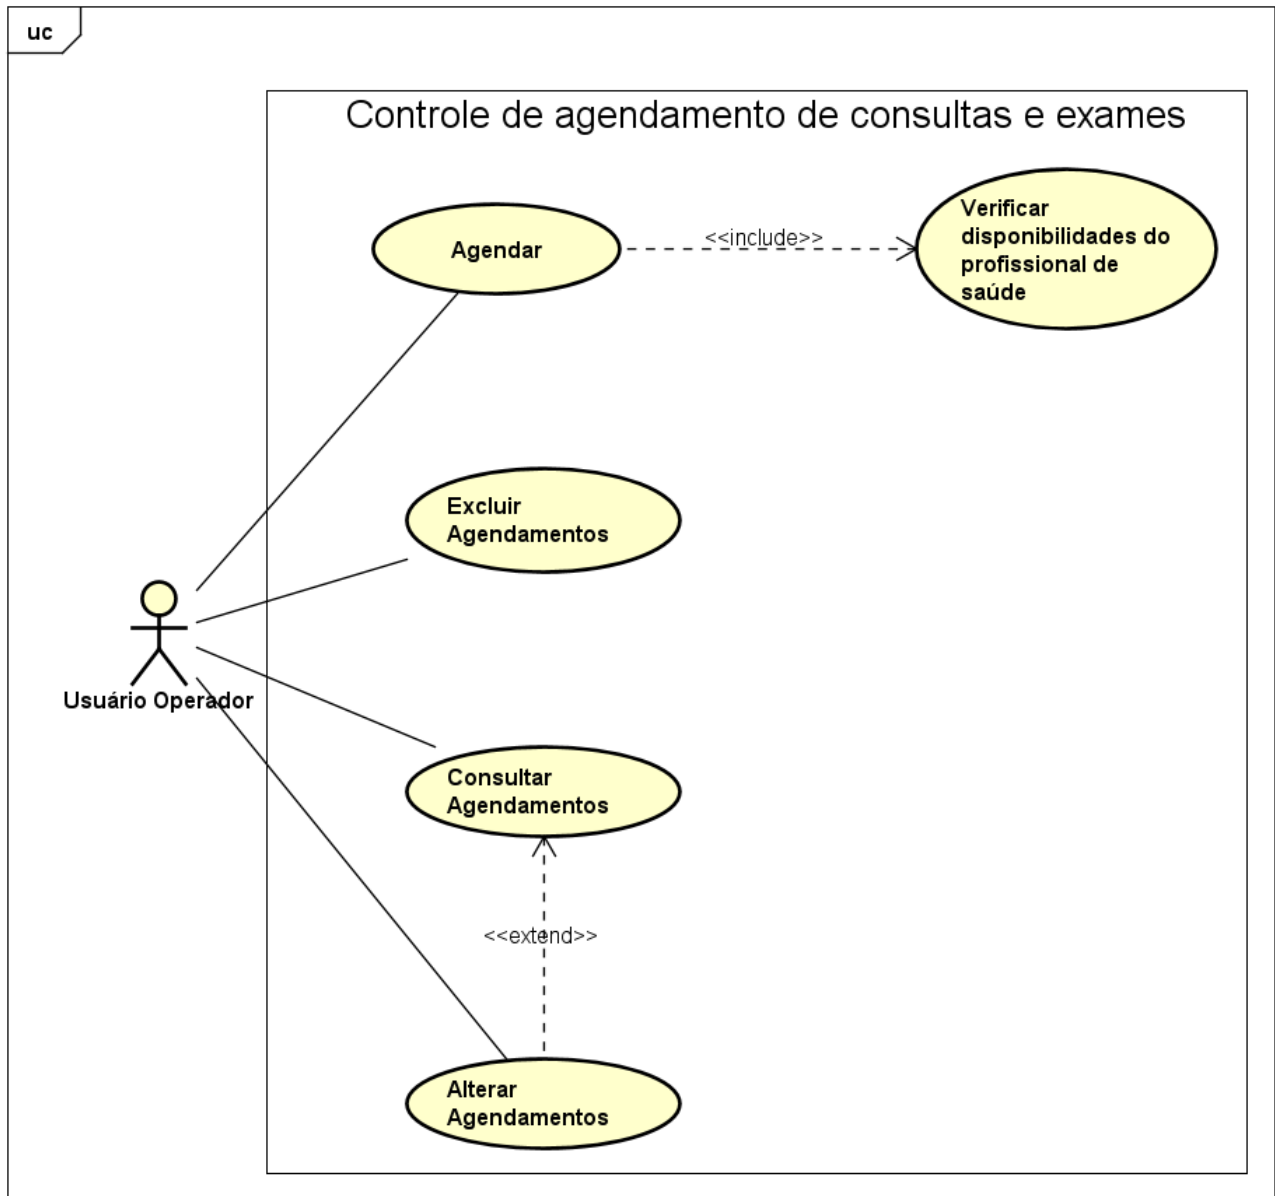 uc
Controle de agendamento de consultas e exames
Agendar
<<include>>
Verificar
disponibilidades do
profissional de
saúde
Excluir
Agendamentos
Usuário Operador
Consultar
Agendamentos
<<extend>>
Alterar
Agendamentos